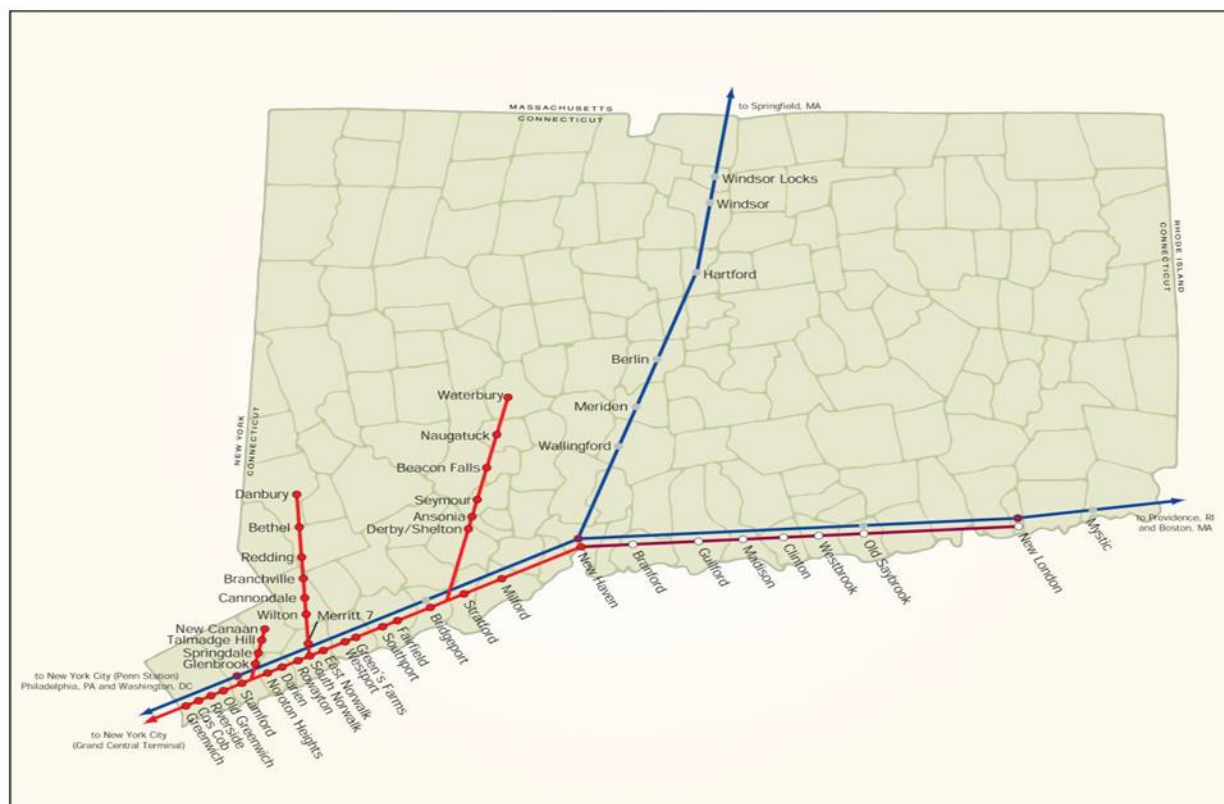 MASSACHUSETTS
CONNECTICUT
to Springfield, MA
Windsor Locks
Windsor
Hartford
RHODE ISLAND
CONNECTICUT
Berlin
Meriden
Wallingford
Waterbury
Naugatuck
Beacon Falls
Seymour
Ansonia
Derby/Shelton
NEW YORK
CONNECTICUT
Danbury
Bethel
Redding
Branchville
Cannondale
Wilton
Merritt 7
New Canaan
Talmadge Hill
Springdale
Glenbrook
to New York City (Penn Station)
Philadelphia, PA and Washington, DC
to New York City
(Grand Central Terminal)
Greenwich
Cos Cob
Riverside
Old Greenwich
Stamford
Noroton Heights
Darien
Rowayton
South Norwalk
East Norwalk
Westport
Green's Farms
Southport
Fairfield
Bridgeport
Stratford
Milford
New Haven
Branford
Guilford
Madison
Clinton
Westbrook
Old Saybrook
New London
Mystic
to Providence, RI
and Boston, MA